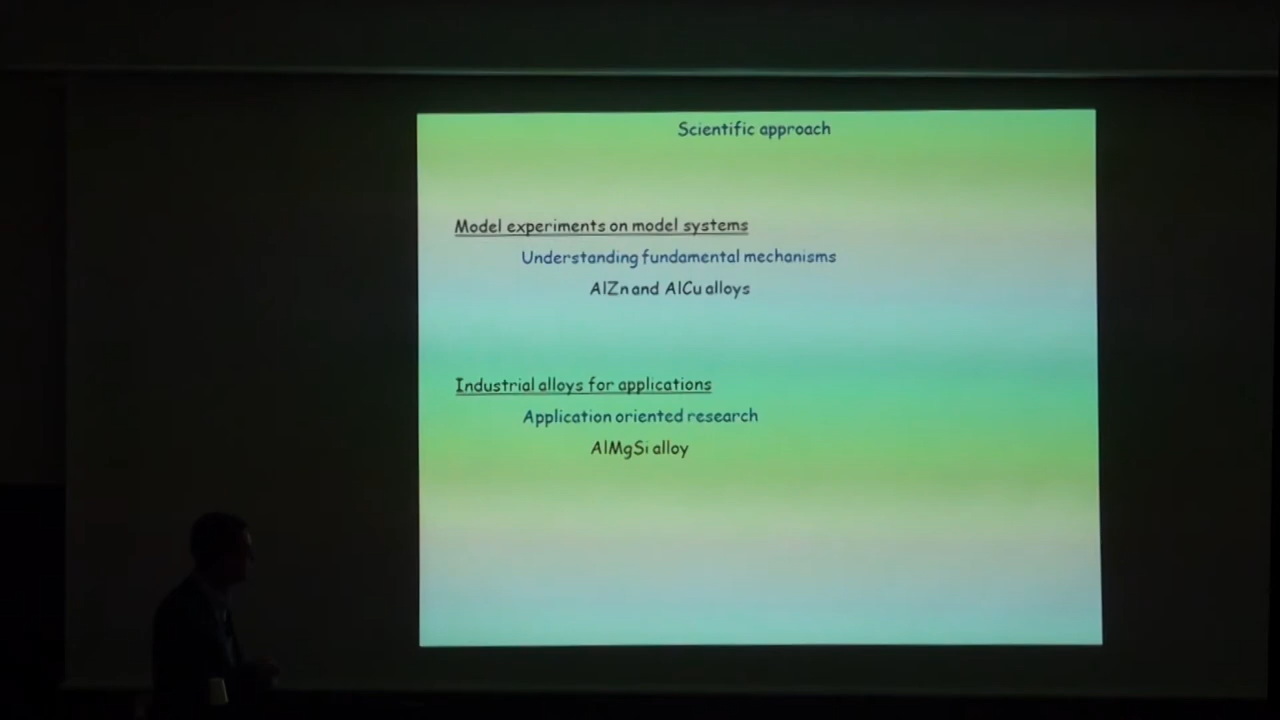 Scientific approach
Model experiments on model systems
Understanding fundamental mechanisms
AlZn and AlCu alloys
Industrial alloys for applications
Application oriented research
AlMgSi alloy